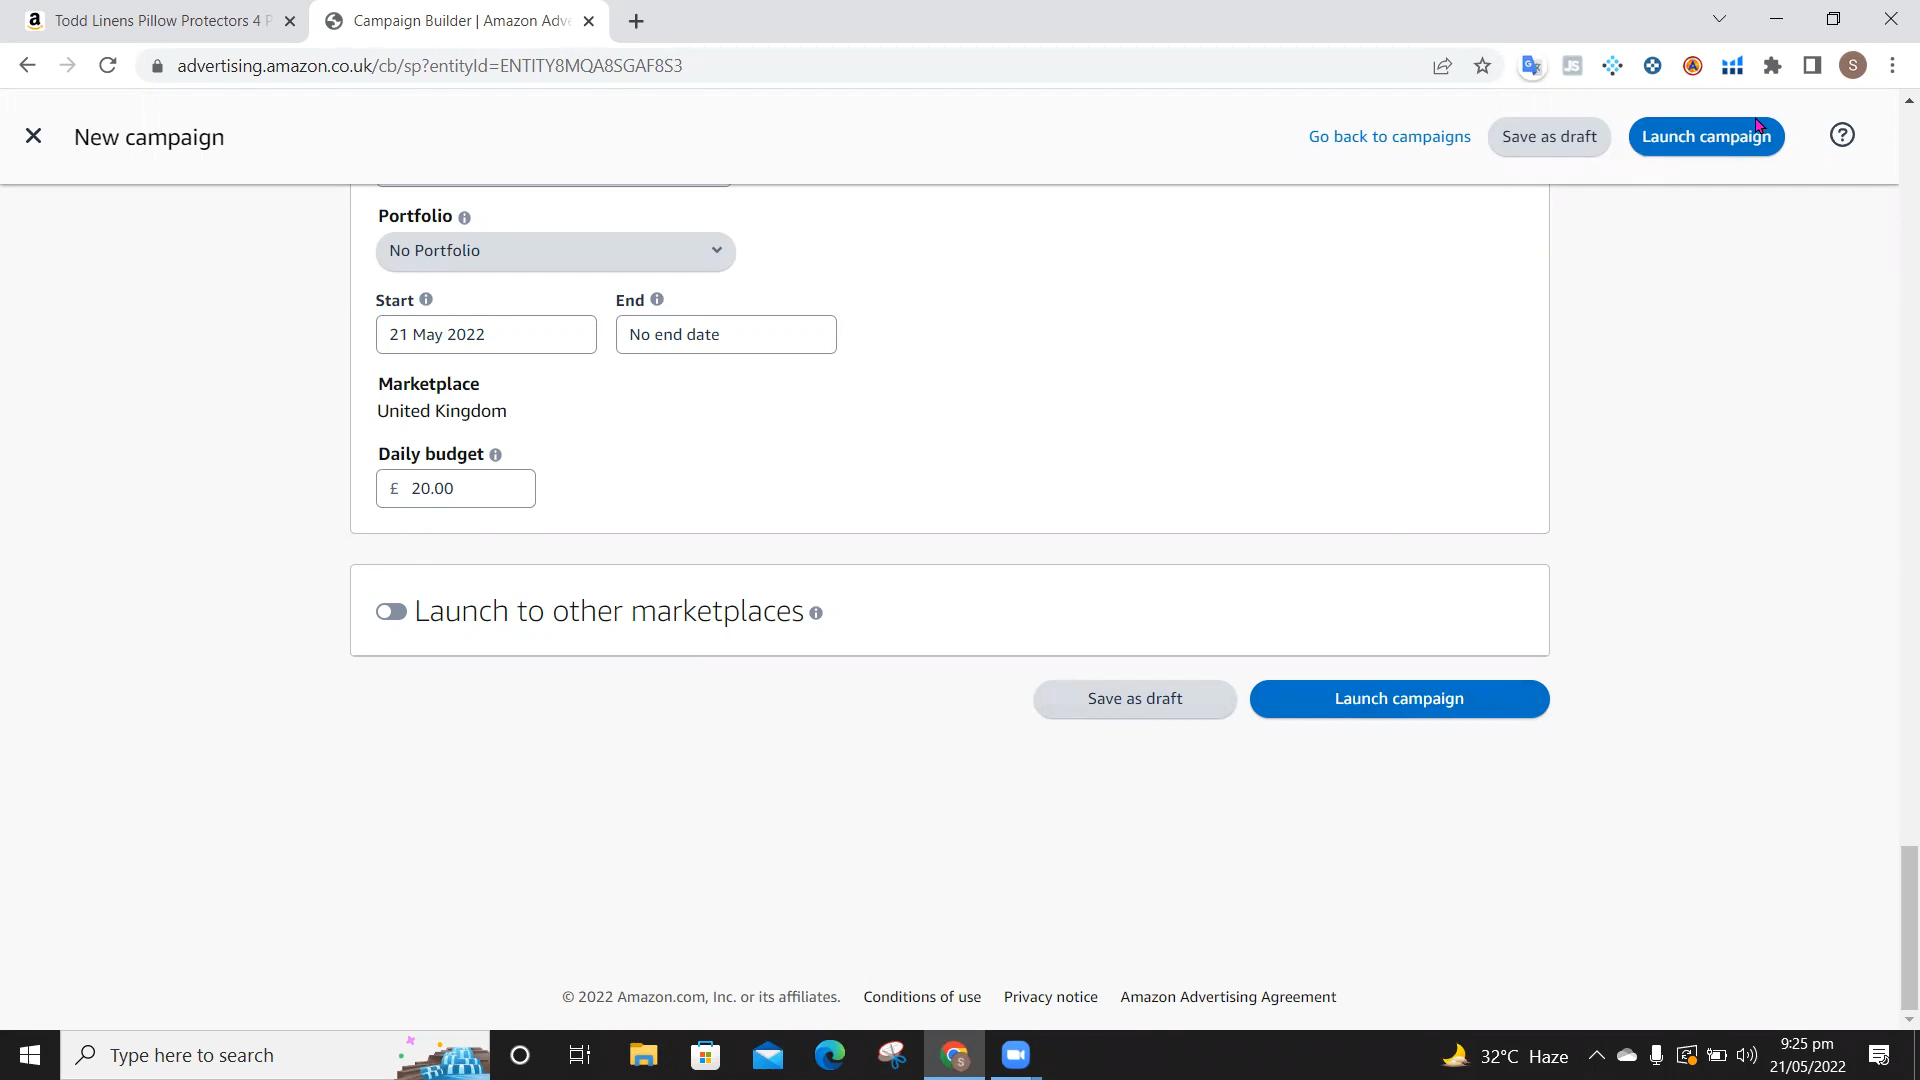 Todd Linens Pillow Protectors 4 P
Campaign Builder | Amazon Adve
advertising.amazon.co.uk/cb/sp?entityId=ENTITY8MQA8SGAF8S3
JS
S
New campaign
Go back to campaigns
Save as draft
Launch campaign
Portfolio
No Portfolio
Start
End
21 May 2022
No end date
Marketplace
United Kingdom
Daily budget
£ 20.00
Launch to other marketplaces
Save as draft
Launch campaign
© 2022 Amazon.com, Inc. or its affiliates. Conditions of use Privacy notice Amazon Advertising Agreement
Type here to search
32°C Haze
9:25 pm
21/05/2022